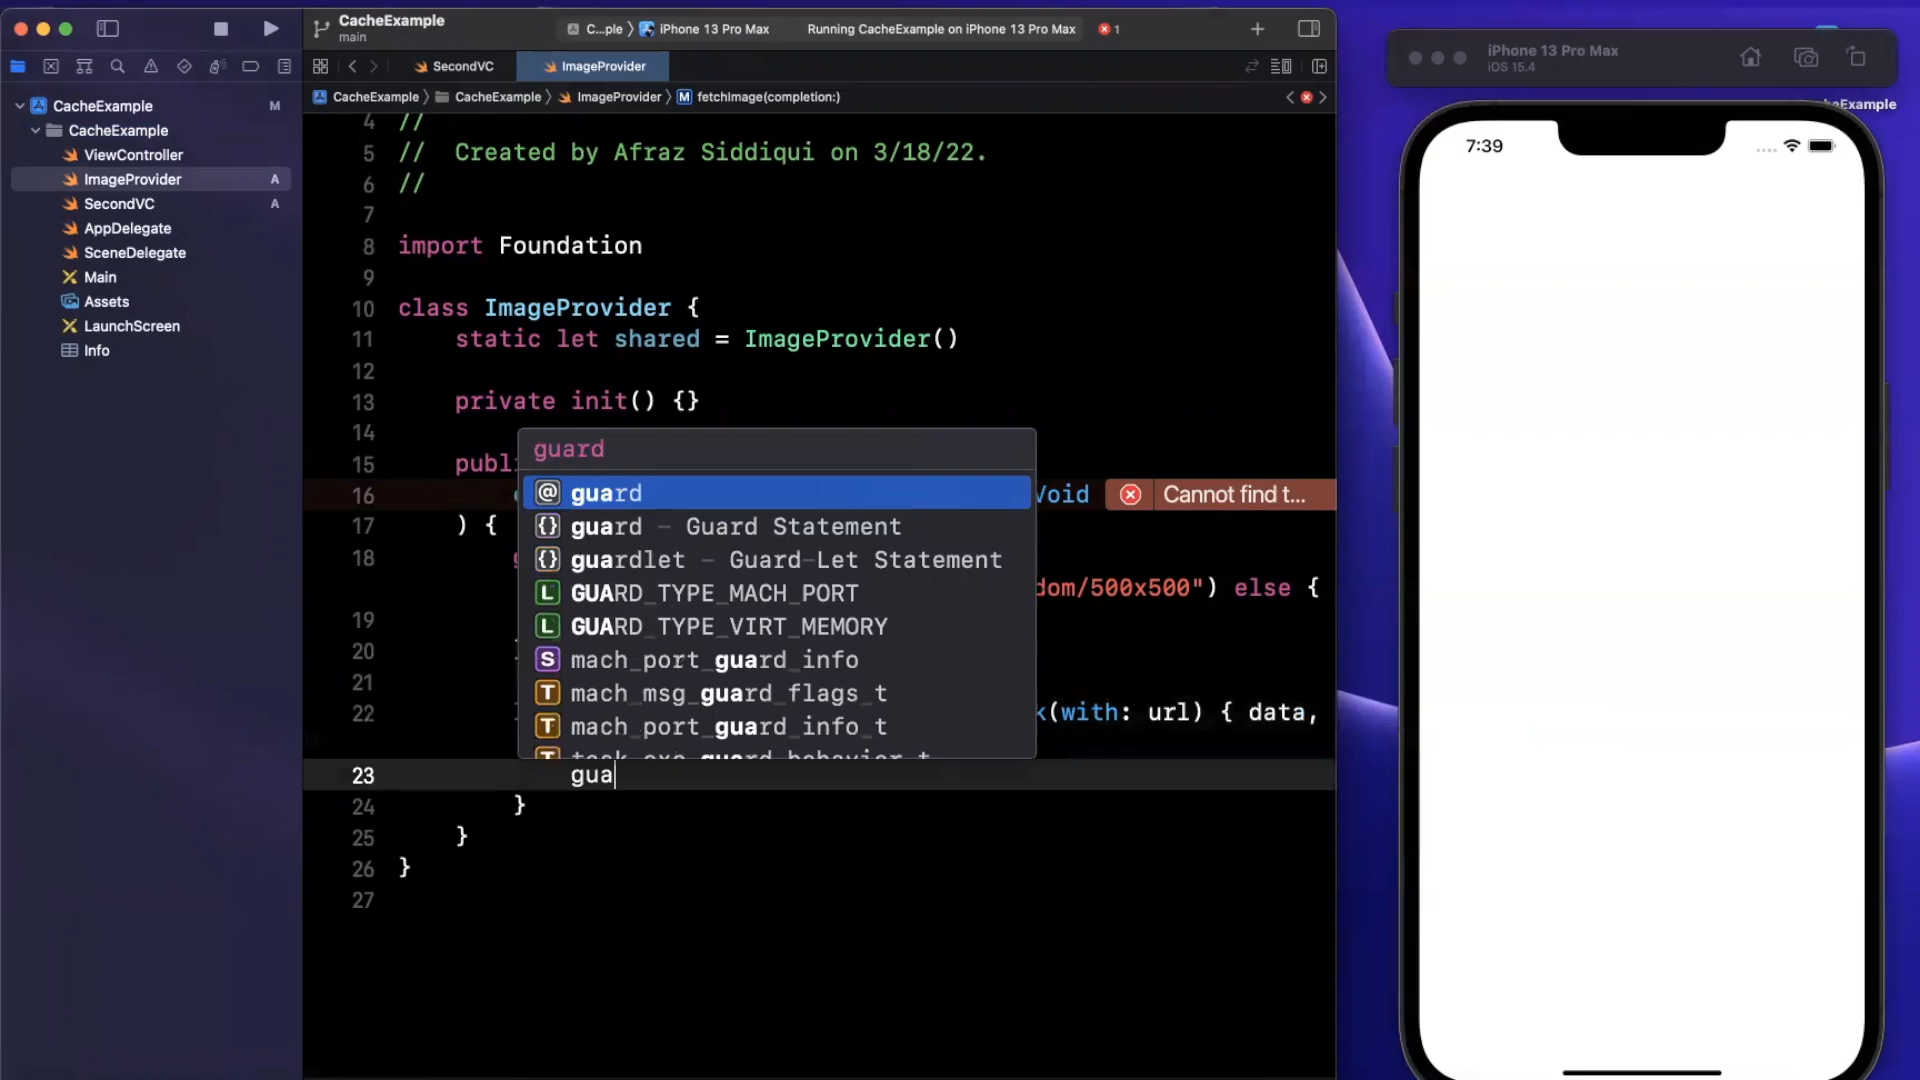 CacheExample
main
C...ple
iPhone 13 Pro Max
Running CacheExample on iPhone 13 Pro Max
1
SecondVC
ImageProvider
CacheExample
CacheExample
ImageProvider
M
fetchImage(completion:)
CacheExample
M
CacheExample
ViewController
ImageProvider
A
SecondVC
A
AppDelegate
SceneDelegate
Main
Assets
LaunchScreen
Info
4 //
5 // Created by Afraz Siddiqui on 3/18/22.
6 //
7
8 import Foundation
9
10 class ImageProvider {
11 static let shared = ImageProvider()
12
13 private init() {}
14
15 publ
16 Void
Cannot find t...
17 ) {
18
dom/500x500") else {
19
20
21
22 k(with: url) { data,
23 gua
24 }
25 }
26 }
27
guard
@ guard
{} guard – Guard Statement
{} guardlet – Guard-Let Statement
L GUARD_TYPE_MACH_PORT
L GUARD_TYPE_VIRT_MEMORY
S mach_port_guard_info
T mach_msg_guard_flags_t
T mach_port_guard_info_t
T task_exc_guard_behavior_t
iPhone 13 Pro Max
iOS 15.4
heExample
7:39